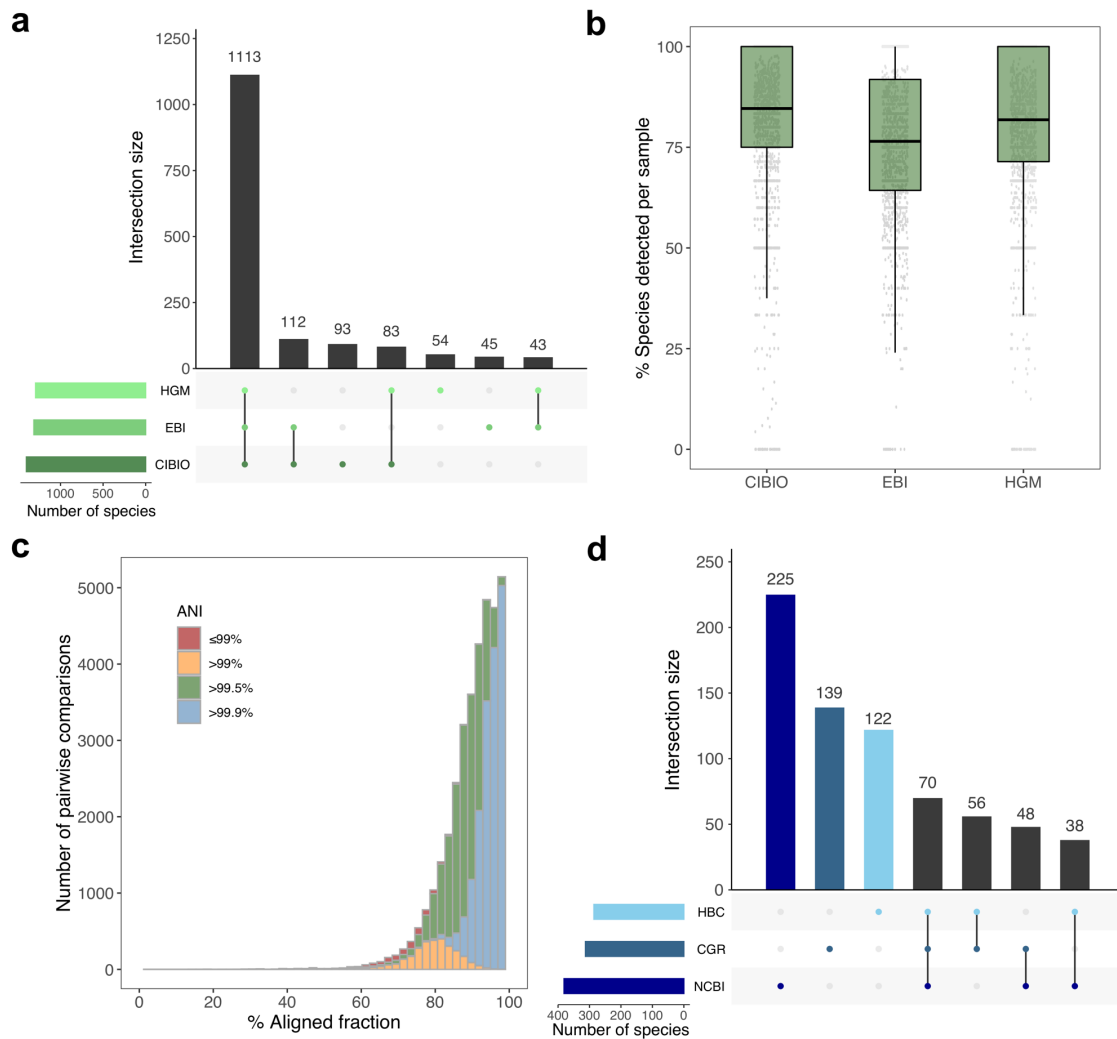 a
1250
1000
750
500
250
0
Intersection size
1113
112
93
83
54
45
43
HGM
EBI
CIBIO
1000 500 0
Number of species
b
100
75
50
25
0
% Species detected per sample
CIBIO EBI HGM
c
5000
4000
3000
2000
1000
0
Number of pairwise comparisons
ANI
≤99%
>99%
>99.5%
>99.9%
0 20 40 60 80 100
% Aligned fraction
d
250
200
150
100
50
0
Intersection size
225
139
122
70
56
48
38
HBC
CGR
NCBI
400 300 200 100 0
Number of species